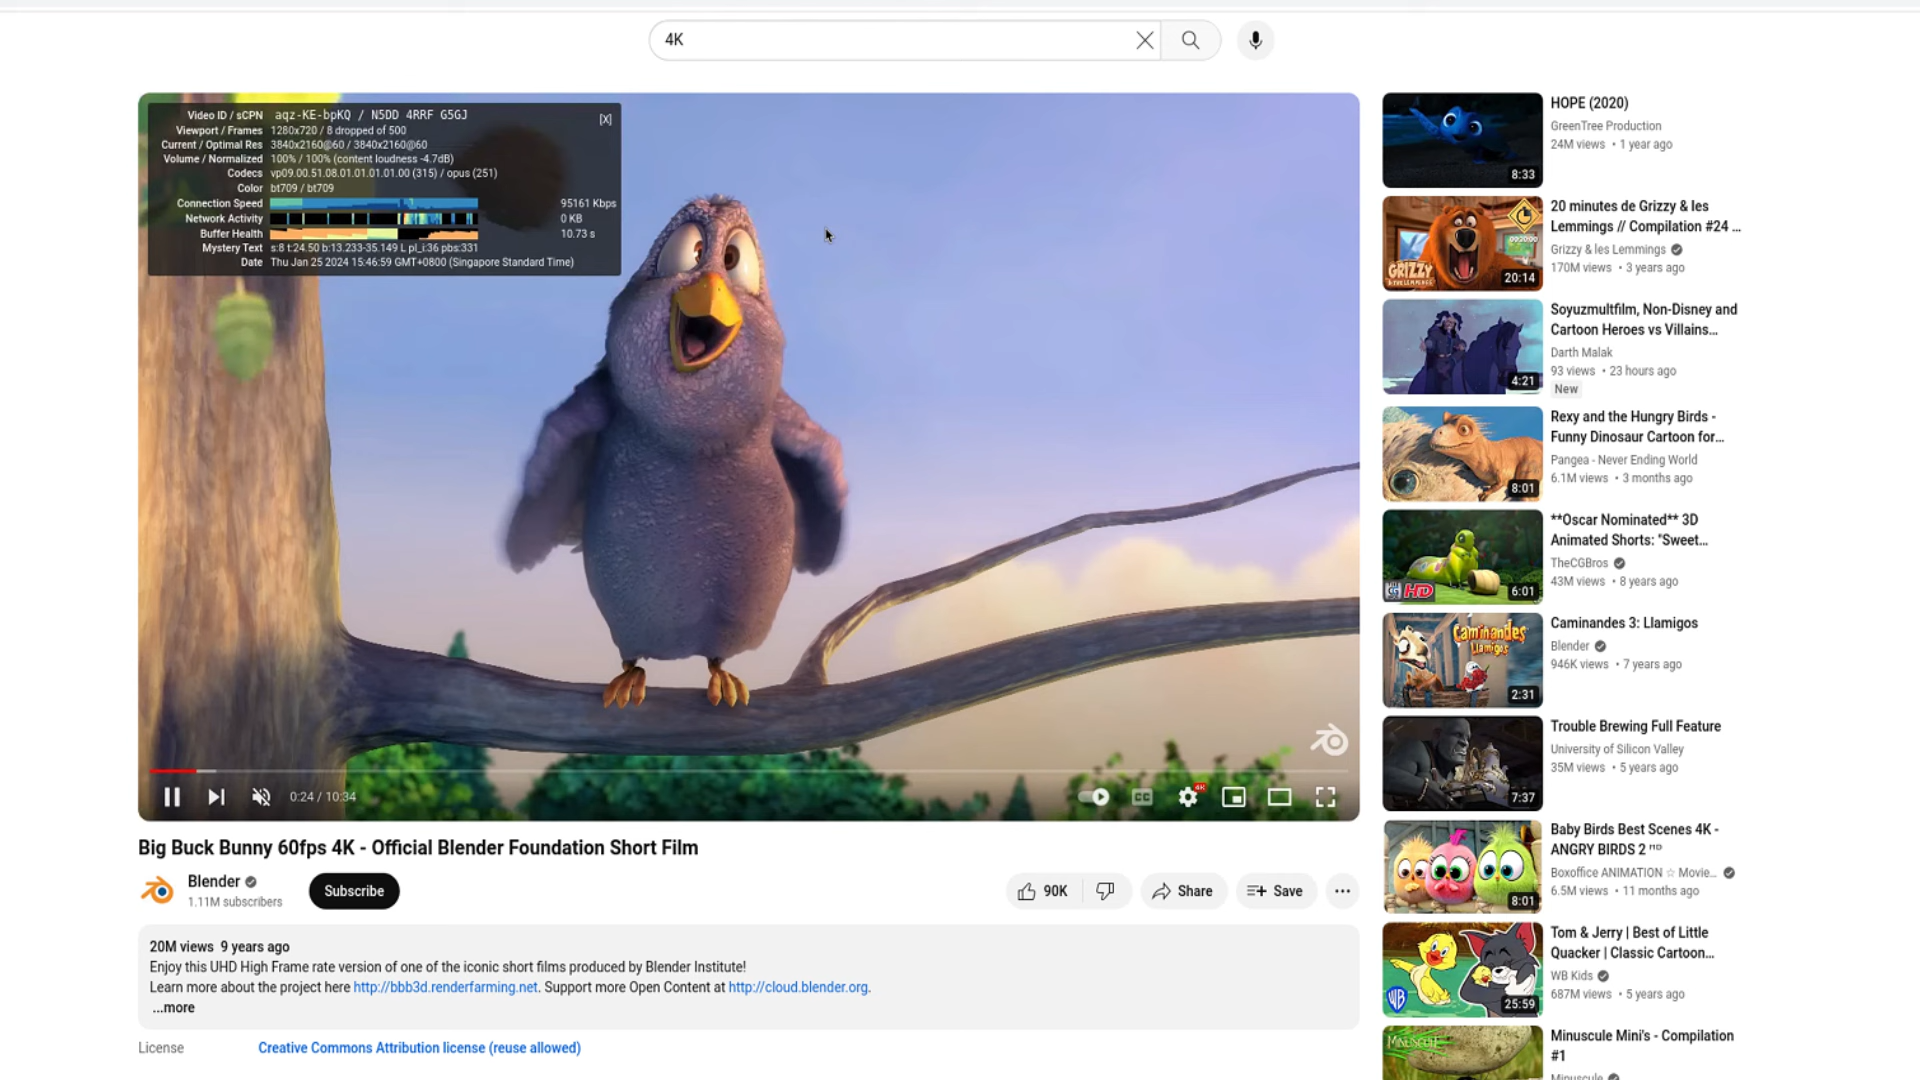 4K
Video ID / sCPN aqz-KE-bpKQ / N5DD 4RRF G5GJ
[X]
Viewport / Frames 1280x720 / 8 dropped of 500
Current / Optimal Res 3840x2160@60 / 3840x2160@60
Volume / Normalized 100% / 100% (content loudness -4.7dB)
Codecs vp09.00.51.08.01.01.01.01.00 (315) / opus (251)
Color bt709 / bt709
Connection Speed 95161 Kbps
Network Activity 0 KB
Buffer Health 10.73 s
Mystery Text s:8 t:24.50 b:13.233-35.149 L pl_i:36 pbs:331
Date Thu Jan 25 2024 15:46:59 GMT+0800 (Singapore Standard Time)
0:24 / 10:34
CC
4K
Big Buck Bunny 60fps 4K - Official Blender Foundation Short Film
Blender
1.11M subscribers
Subscribe
90K
Share
Save
20M views 9 years ago
Enjoy this UHD High Frame rate version of one of the iconic short films produced by Blender Institute!
Learn more about the project here http://bbb3d.renderfarming.net. Support more Open Content at http://cloud.blender.org.
...more
License Creative Commons Attribution license (reuse allowed)
8:33
HOPE (2020)
GreenTree Production
24M views • 1 year ago
GRIZZY
20:14
20 minutes de Grizzy & les
Lemmings // Compilation #24 ...
Grizzy & les Lemmings
170M views • 3 years ago
4:21
Soyuzmultfilm, Non-Disney and
Cartoon Heroes vs Villains...
Darth Malak
93 views • 23 hours ago
New
8:01
Rexy and the Hungry Birds -
Funny Dinosaur Cartoon for...
Pangea - Never Ending World
6.1M views • 3 months ago
HD
6:01
**Oscar Nominated** 3D
Animated Shorts: "Sweet...
TheCGBros
43M views • 8 years ago
Caminandes
Llamigos
2:31
Caminandes 3: Llamigos
Blender
946K views • 7 years ago
7:37
Trouble Brewing Full Feature
University of Silicon Valley
35M views • 5 years ago
8:01
Baby Birds Best Scenes 4K -
ANGRY BIRDS 2 ᴴᴰ
Boxoffice ANIMATION ☆ Movie...
6.5M views • 11 months ago
WB
25:59
Tom & Jerry | Best of Little
Quacker | Classic Cartoon...
WB Kids
687M views • 5 years ago
MINUSCULE
Minuscule Mini's - Compilation
#1
Minuscule